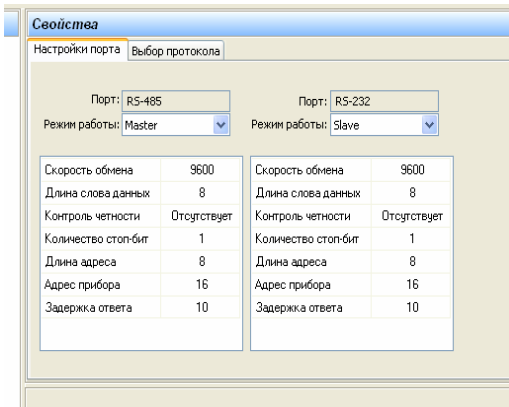 Свойства
Настройки порта Выбор протокола
Порт: RS-485 Порт: RS-232
Режим работы: Master Режим работы: Slave
Скорость обмена 9600 Скорость обмена 9600
Длина слова данных 8 Длина слова данных 8
Контроль четности Отсутствует Контроль четности Отсутствует
Количество стоп-бит 1 Количество стоп-бит 1
Длина адреса 8 Длина адреса 8
Адрес прибора 16 Адрес прибора 16
Задержка ответа 10 Задержка ответа 10